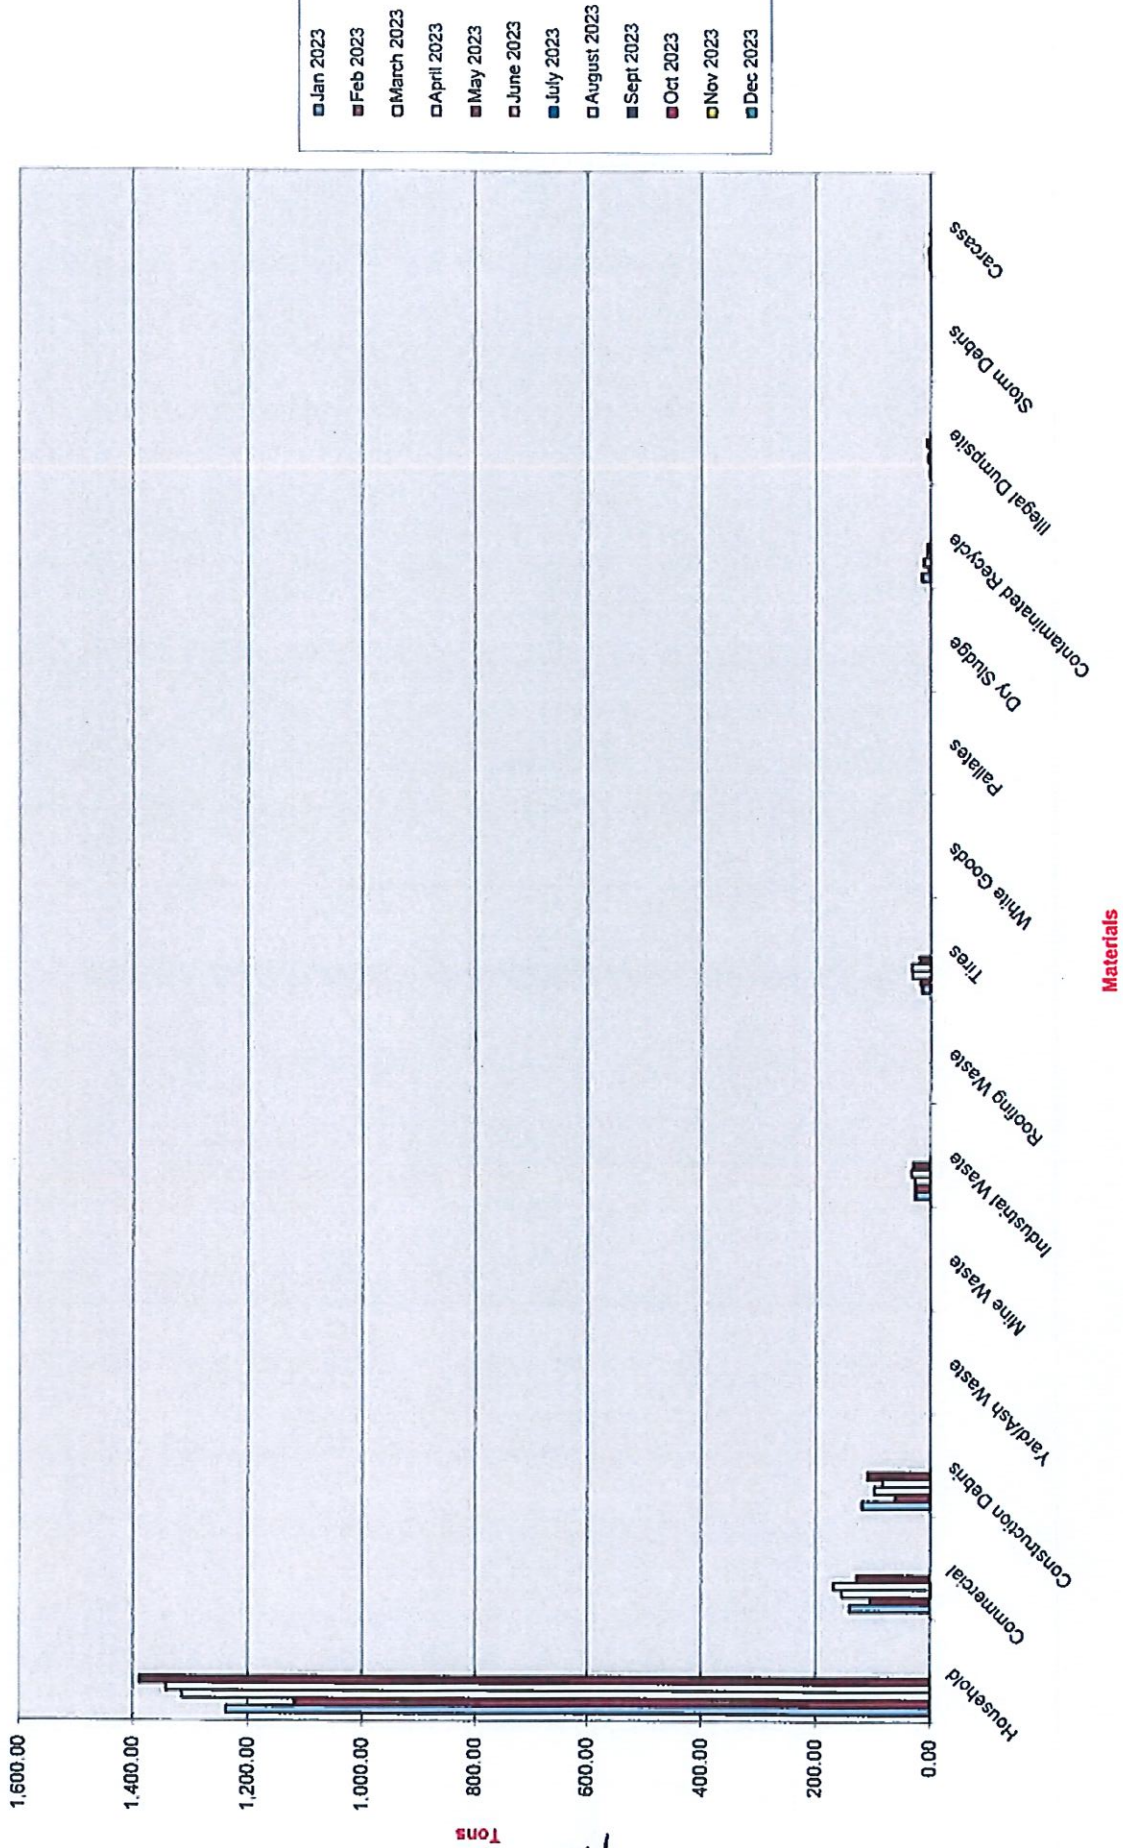 Jan 2023
Feb 2023
March 2023
April 2023
May 2023
June 2023
July 2023
August 2023
Sept 2023
Oct 2023
Nov 2023
Dec 2023
1,600.00
1,400.00
1,200.00
1,000.00
800.00
600.00
400.00
200.00
0.00
Tons
Household
Commercial
Construction Debris
Yard/Ash Waste
Mine Waste
Industrial Waste
Roofing Waste
Tires
White Goods
Pallates
Dry Sludge
Contaminated Recycle
Illegal Dumpsite
Storm Debris
Carcass
Materials